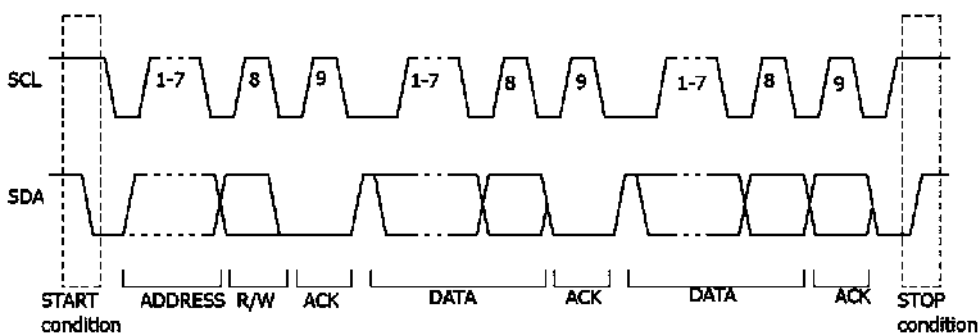 SCL 1-7 8 9 1-7 8 9 1-7 8 9
SDA
START condition ADDRESS R/W ACK DATA ACK DATA ACK STOP condition